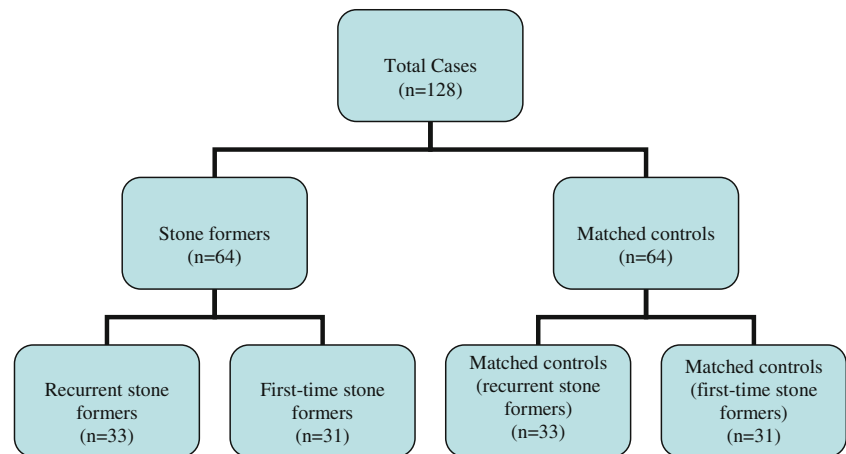 Total Cases
(n=128)
Stone formers
(n=64)
Matched controls
(n=64)
Recurrent stone
formers
(n=33)
First-time stone
formers
(n=31)
Matched controls
(recurrent stone
formers)
(n=33)
Matched controls
(first-time stone
formers)
(n=31)